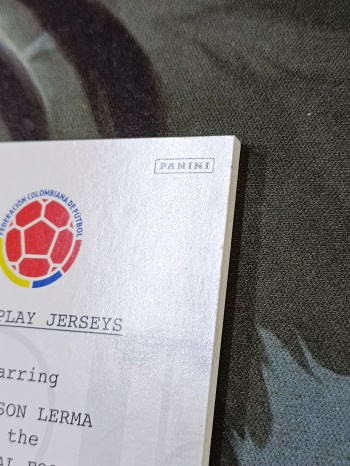 PANINI
FEDERACIÓN COLOMBIANA DE FÚTBOL
PLAY JERSEYS
arring
SON LERMA
the